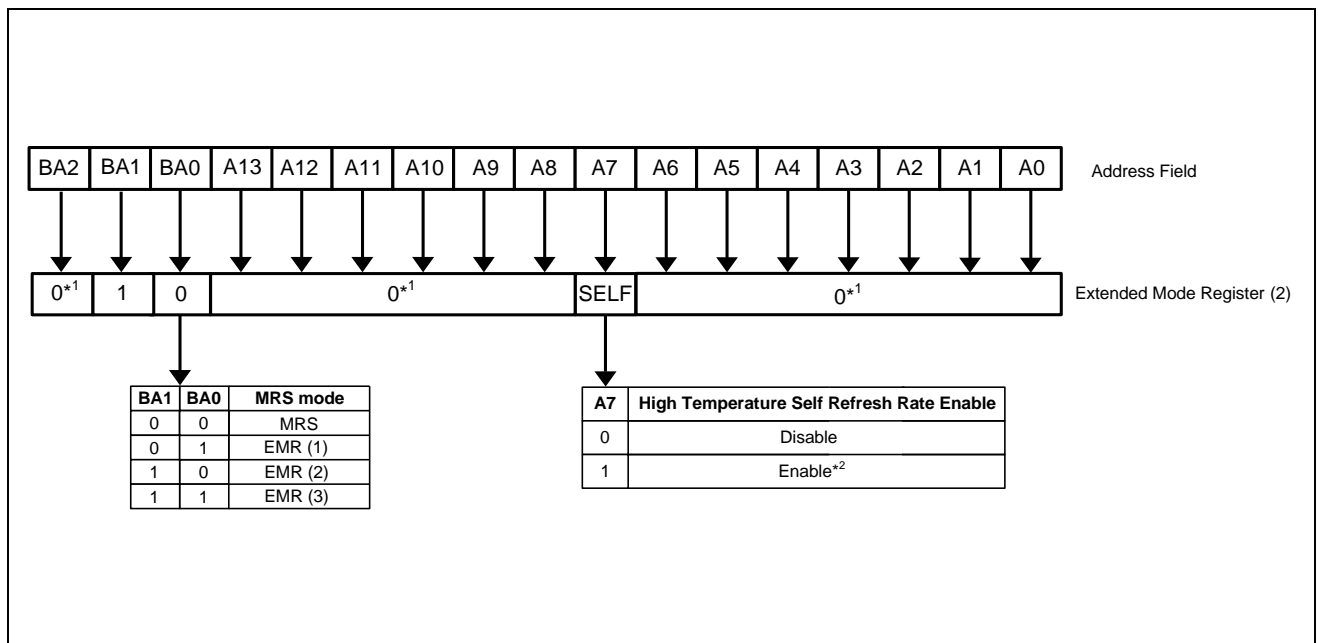 BA2 BA1 BA0 A13 A12 A11 A10 A9 A8 A7 A6 A5 A4 A3 A2 A1 A0 Address Field
0*1 1 0 0*1 SELF 0*1 Extended Mode Register (2)
BA1 BA0 MRS mode
0 0 MRS
0 1 EMR (1)
1 0 EMR (2)
1 1 EMR (3)
A7 High Temperature Self Refresh Rate Enable
0 Disable
1 Enable*2